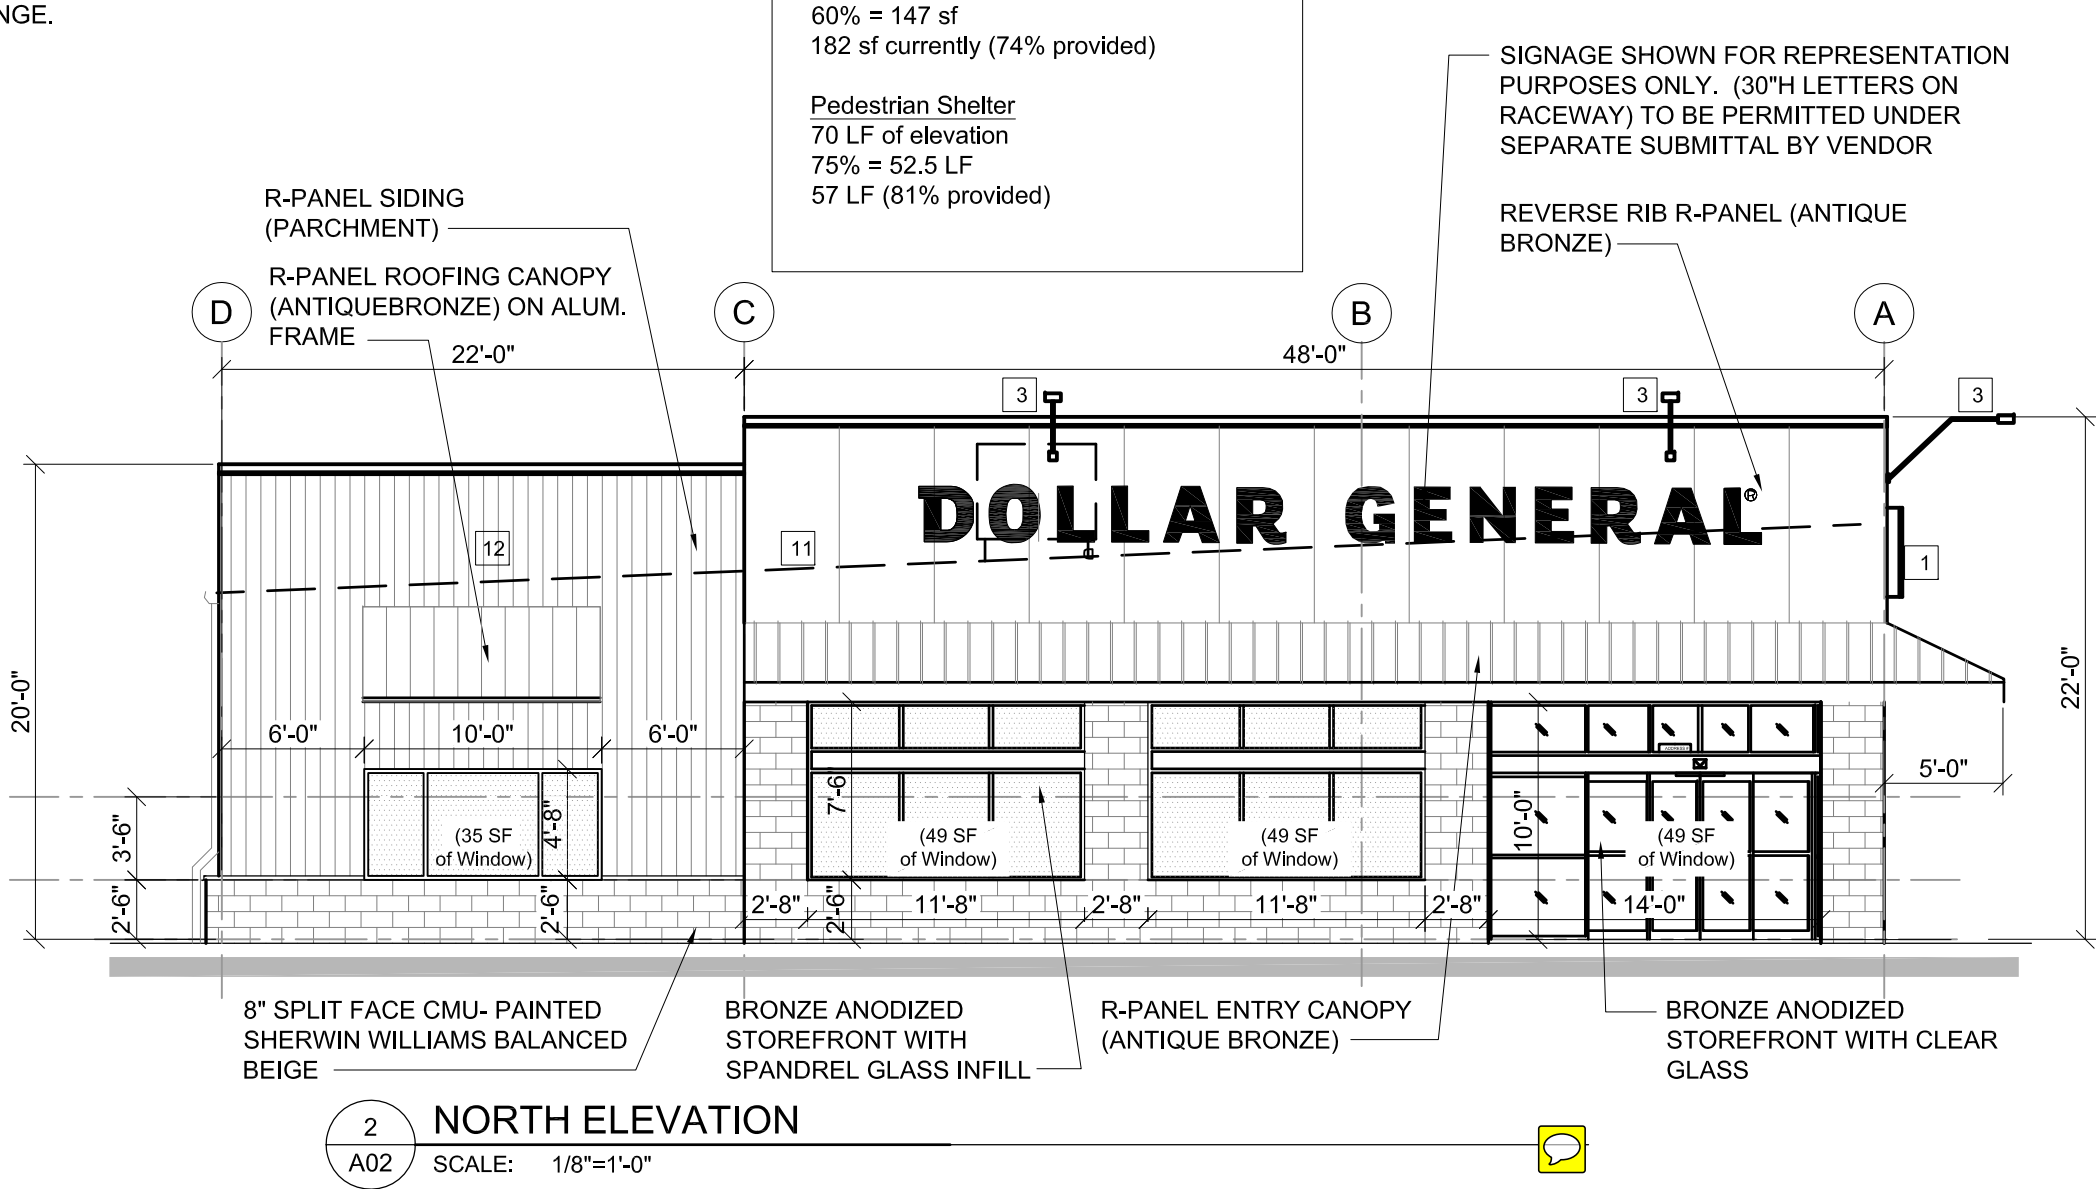 NGE.
60% = 147 sf
182 sf currently (74% provided)
Pedestrian Shelter
70 LF of elevation
75% = 52.5 LF
57 LF (81% provided)
SIGNAGE SHOWN FOR REPRESENTATION
PURPOSES ONLY. (30"H LETTERS ON
RACEWAY) TO BE PERMITTED UNDER
SEPARATE SUBMITTAL BY VENDOR
REVERSE RIB R-PANEL (ANTIQUE
BRONZE)
R-PANEL SIDING
(PARCHMENT)
R-PANEL ROOFING CANOPY
(ANTIQUEBRONZE) ON ALUM.
FRAME
D
C
B
A
22'-0"
48'-0"
3
3
3
DOLLAR GENERAL®
12
11
1
20'-0"
22'-0"
6'-0"
10'-0"
6'-0"
5'-0"
3'-6"
4'-8"
7'-6"
10'-0"
(35 SF
of Window)
(49 SF
of Window)
(49 SF
of Window)
(49 SF
of Window)
2'-6"
2'-6"
2'-8"
2'-6"
11'-8"
2'-8"
11'-8"
2'-8"
14'-0"
8" SPLIT FACE CMU- PAINTED
SHERWIN WILLIAMS BALANCED
BEIGE
BRONZE ANODIZED
STOREFRONT WITH
SPANDREL GLASS INFILL
R-PANEL ENTRY CANOPY
(ANTIQUE BRONZE)
BRONZE ANODIZED
STOREFRONT WITH CLEAR
GLASS
2
A02
NORTH ELEVATION
SCALE: 1/8"=1'-0"